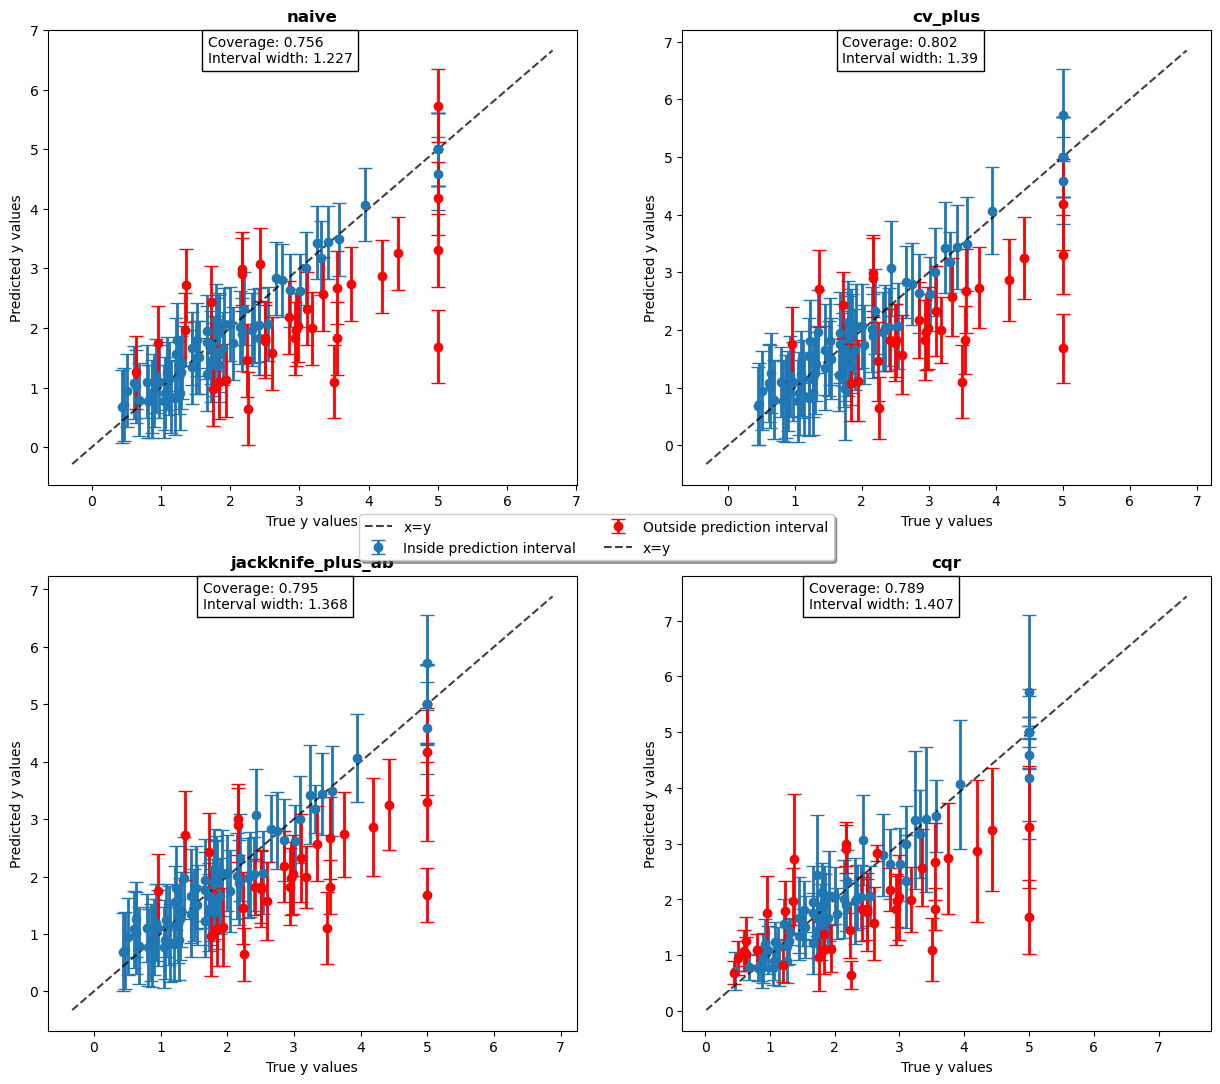 naive
Coverage: 0.756
Interval width: 1.227
7
6
5
4
3
2
1
0
Predicted y values
0 1 2 3 4 5 6 7
True y values
cv_plus
Coverage: 0.802
Interval width: 1.39
7
6
5
4
3
2
1
0
Predicted y values
0 1 2 3 4 5 6 7
True y values
x=y
Inside prediction interval
Outside prediction interval
x=y
jackknife_plus_ab
Coverage: 0.795
Interval width: 1.368
7
6
5
4
3
2
1
0
Predicted y values
0 1 2 3 4 5 6 7
True y values
cqr
Coverage: 0.789
Interval width: 1.407
7
6
5
4
3
2
1
0
Predicted y values
0 1 2 3 4 5 6 7
True y values